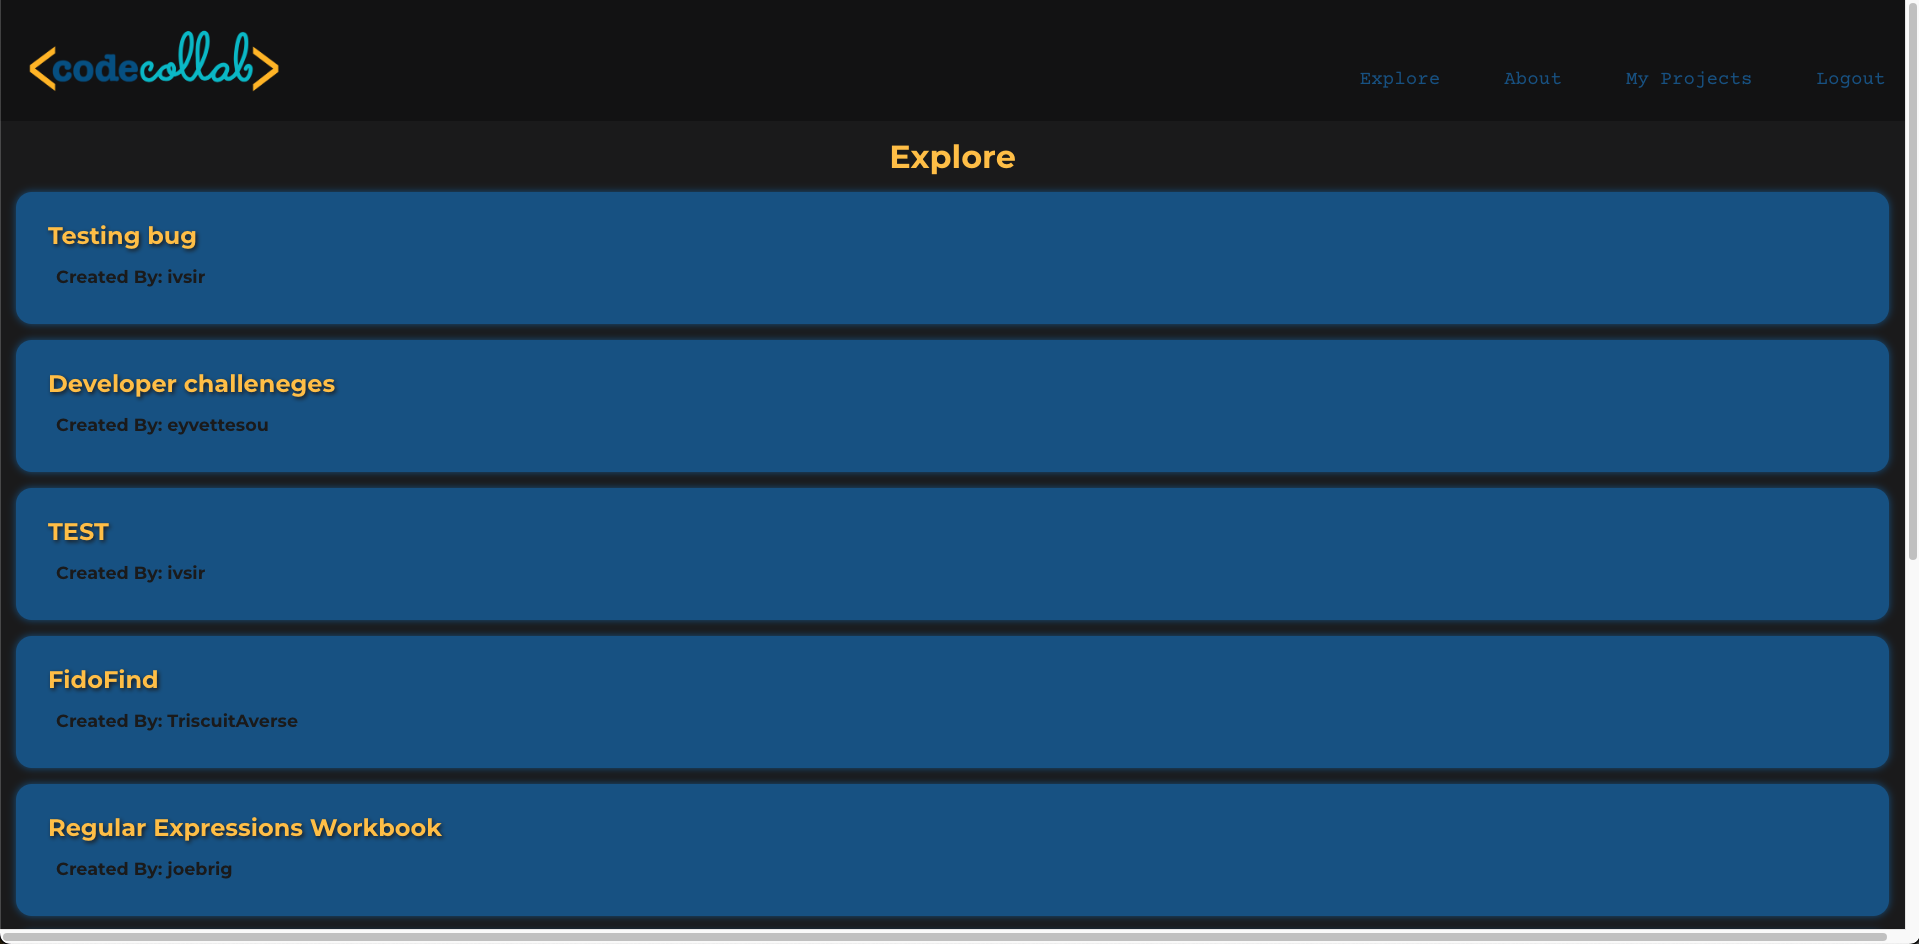 <codecollab>
Explore About My Projects Logout
Explore
Testing bug
Created By: ivsir
Developer challeneges
Created By: eyvettesou
TEST
Created By: ivsir
FidoFind
Created By: TriscuitAverse
Regular Expressions Workbook
Created By: joebrig